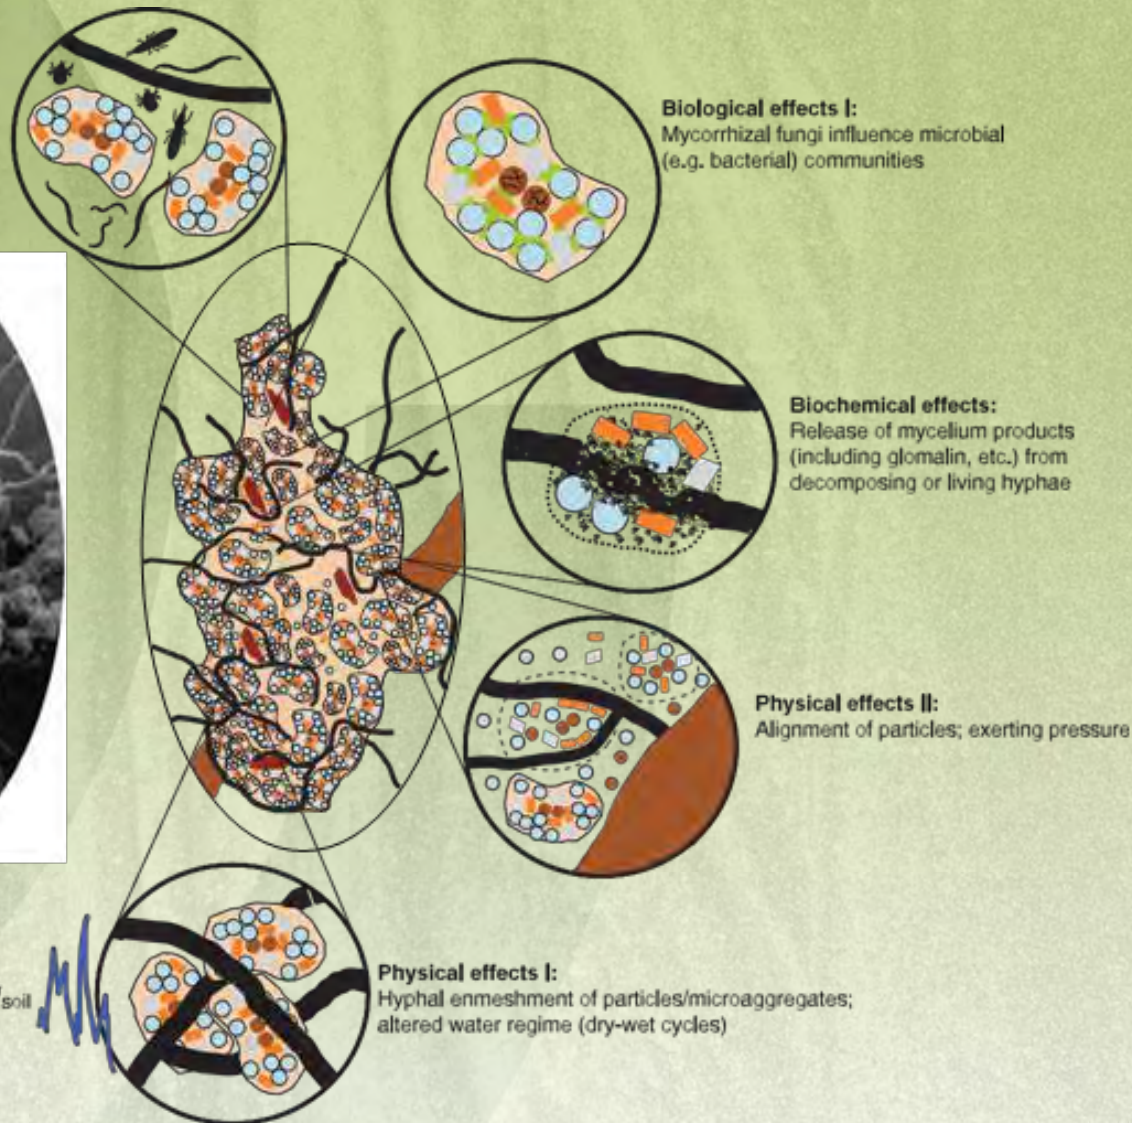 Biological effects I:
Mycorrhizal fungi influence microbial
(e.g. bacterial) communities
Biochemical effects:
Release of mycelium products
(including glomalin, etc.) from
decomposing or living hyphae
Physical effects II:
Alignment of particles; exerting pressure
soil
Physical effects I:
Hyphal enmeshment of particles/microaggregates;
altered water regime (dry-wet cycles)